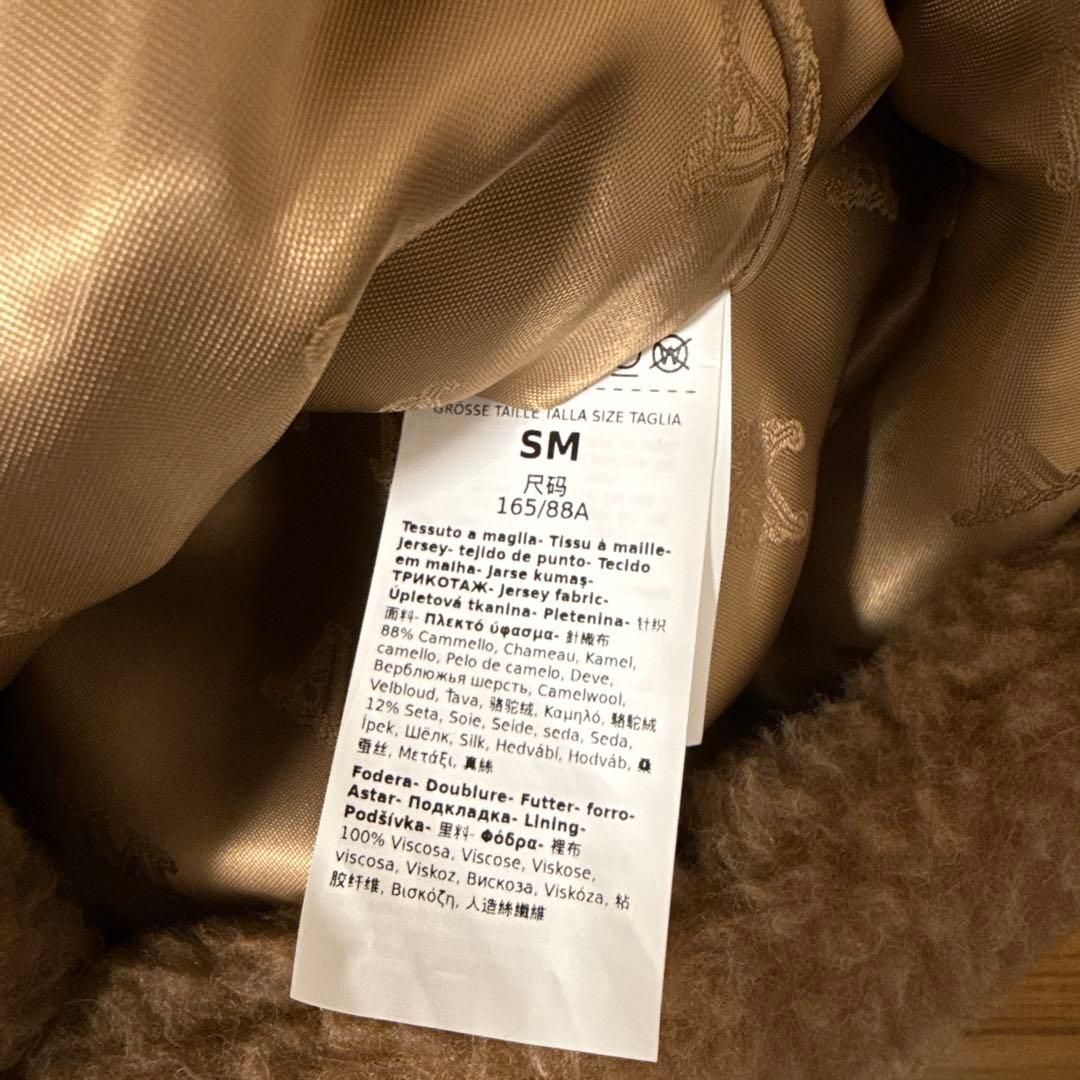 GROSSE TAILLE TALLA SIZE TAGLIA
SM
尺码
165/88A
Tessuto a maglia- Tissu à maille-
Jersey- tejido de punto- Tecido
em malha- Jarse kumaş-
ТРИКОТАЖ- Jersey fabric-
Úpletová tkanina- Pletenina- 针织
面料- Πλεκτό ύφασμα- 針織布
88% Cammello, Chameau, Kamel,
camello, Pelo de camelo, Deve,
Верблюжья шерсть, Camelwool,
Velbloud, Ťava, 骆驼绒, Καμηλό, 駱駝絨
12% Seta, Soie, Seide, seda, Seda,
İpek, Шёлк, Silk, Hedvábí, Hodváb, 桑
蚕丝, Μετάξι, 真絲
Fodera- Doublure- Futter- forro-
Astar- Подкладка- Lining-
Podšívka- 里料- Φόδρα- 裡布
100% Viscosa, Viscose, Viskose,
viscosa, Viskoz, Вискоза, Viskóza, 粘
胶纤维, Βισκόζη, 人造絲纖維